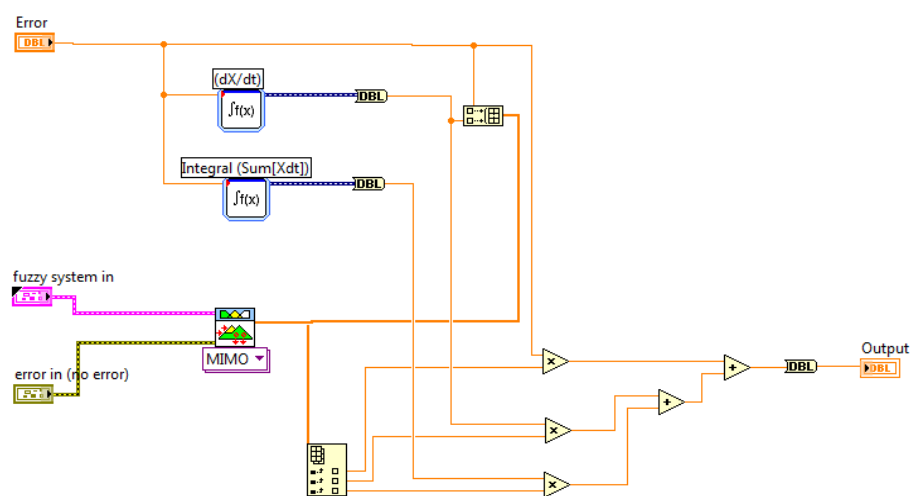 Error
DBL
(dX/dt)
∫f(x)
DBL
Integral (Sum[Xdt])
∫f(x)
DBL
fuzzy system in
MIMO
error in (no error)
×
+
DBL
Output
DBL
+
×
×